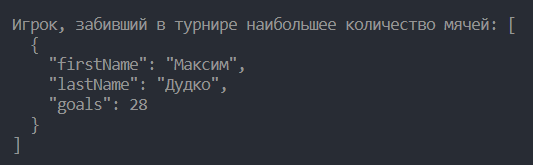 Игрок, забивший в турнире наибольшее количество мячей: [
  {
    "firstName": "Максим",
    "lastName": "Дудко",
    "goals": 28
  }
]